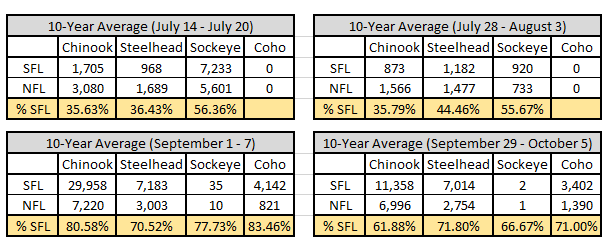 10-Year Average (July 14 - July 20)
Chinook Steelhead Sockeye Coho
SFL 1,705 968 7,233 0
NFL 3,080 1,689 5,601 0
% SFL 35.63% 36.43% 56.36%
10-Year Average (July 28 - August 3)
Chinook Steelhead Sockeye Coho
SFL 873 1,182 920 0
NFL 1,566 1,477 733 0
% SFL 35.79% 44.46% 55.67%
10-Year Average (September 1 - 7)
Chinook Steelhead Sockeye Coho
SFL 29,958 7,183 35 4,142
NFL 7,220 3,003 10 821
% SFL 80.58% 70.52% 77.73% 83.46%
10-Year Average (September 29 - October 5)
Chinook Steelhead Sockeye Coho
SFL 11,358 7,014 2 3,402
NFL 6,996 2,754 1 1,390
% SFL 61.88% 71.80% 66.67% 71.00%